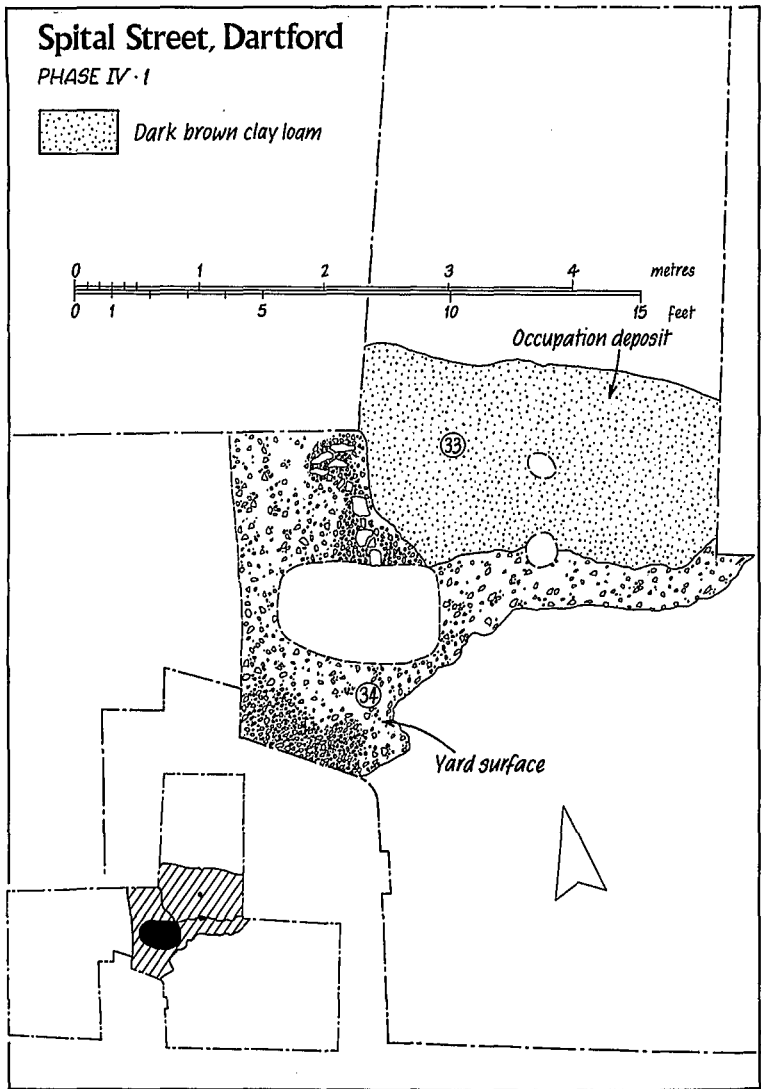 Spital Street, Dartford
PHASE IV·1
Dark brown clay loam
0 1 2 3 4 metres
0 1 5 10 15 feet
Occupation deposit
33
34
Yard surface